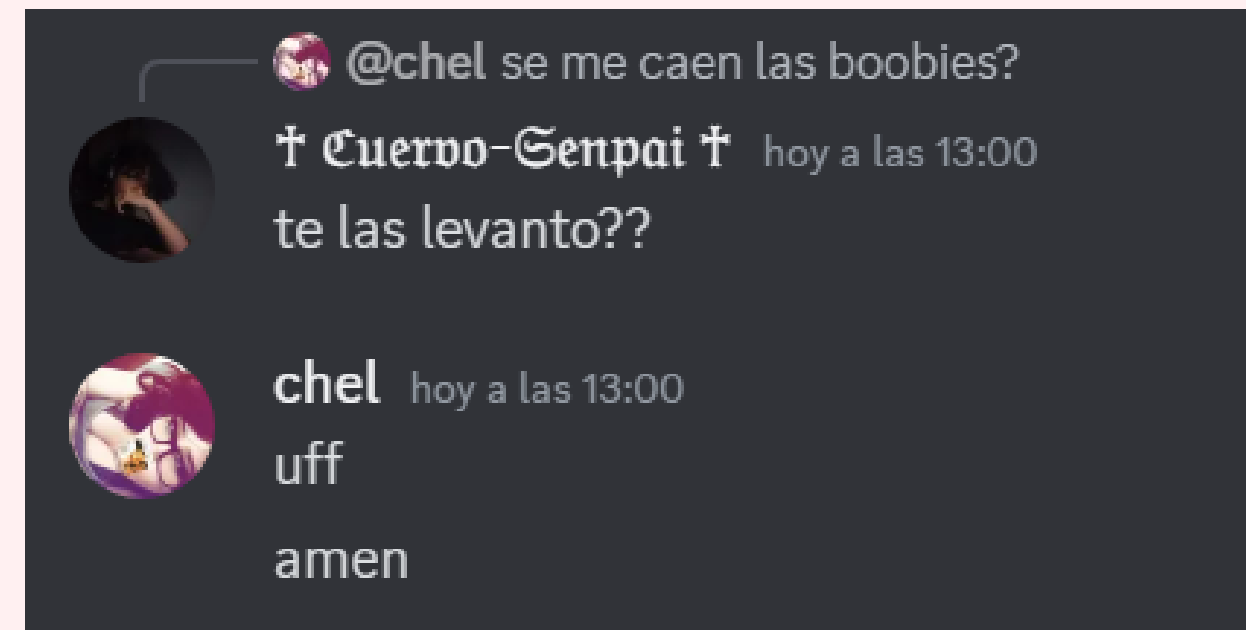 @chel se me caen las boobies?
✝ 𝕮𝖚𝖊𝖗𝖛𝖔-𝕾𝖊𝖓𝖕𝖆𝖎 ✝ hoy a las 13:00
te las levanto??
chel hoy a las 13:00
uff
amen